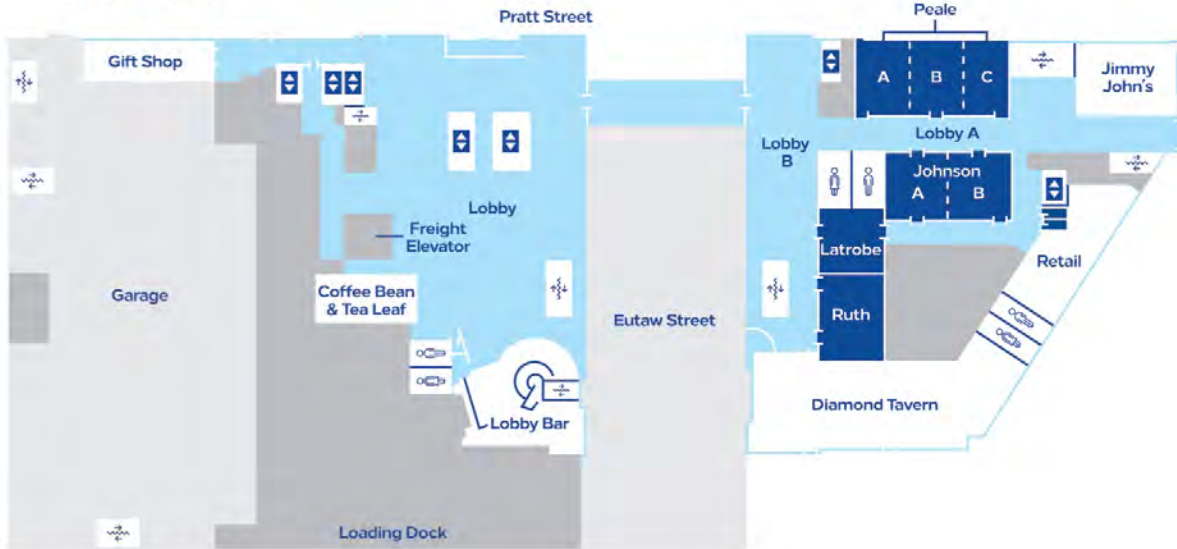 Pratt Street
Peale
Gift Shop
A
B
C
Jimmy
John's
Lobby
B
Lobby A
Johnson
A
B
Lobby
Freight
Elevator
Latrobe
Retail
Garage
Coffee Bean
& Tea Leaf
Eutaw Street
Ruth
Diamond Tavern
Lobby Bar
Loading Dock